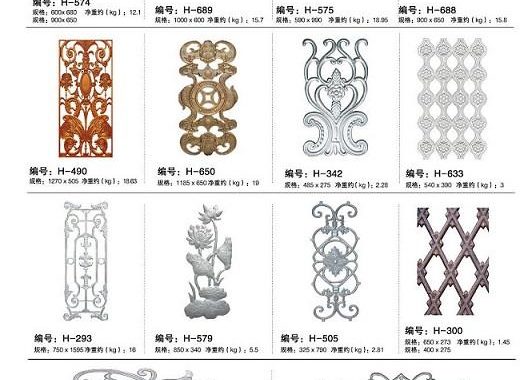 编号：H-574
规格：600x680 净重约（kg）：12.1
900x650
编号：H-689
规格：1000 x 600 净重约（kg）：15.7
编号：H-575
规格：590 x 990 净重约（kg）：18.95
编号：H-688
规格：900 x 650 净重约（kg）：15.8
编号：H-490
规格：1270 x 505 净重约（kg）：18.63
编号：H-650
规格：1185 x 650 净重约（kg）：19
编号：H-342
规格：485 x 275 净重约（kg）：2.28
编号：H-633
规格：540 x 390 净重约（kg）：3
编号：H-293
规格：750 x 1595 净重约（kg）：16
编号：H-579
规格：850 x 340 净重约（kg）：5.5
编号：H-505
规格：325 x 790 净重约（kg）：2.81
编号：H-300
规格：650 x 273 净重约（kg）：1.45
规格：400 x 275